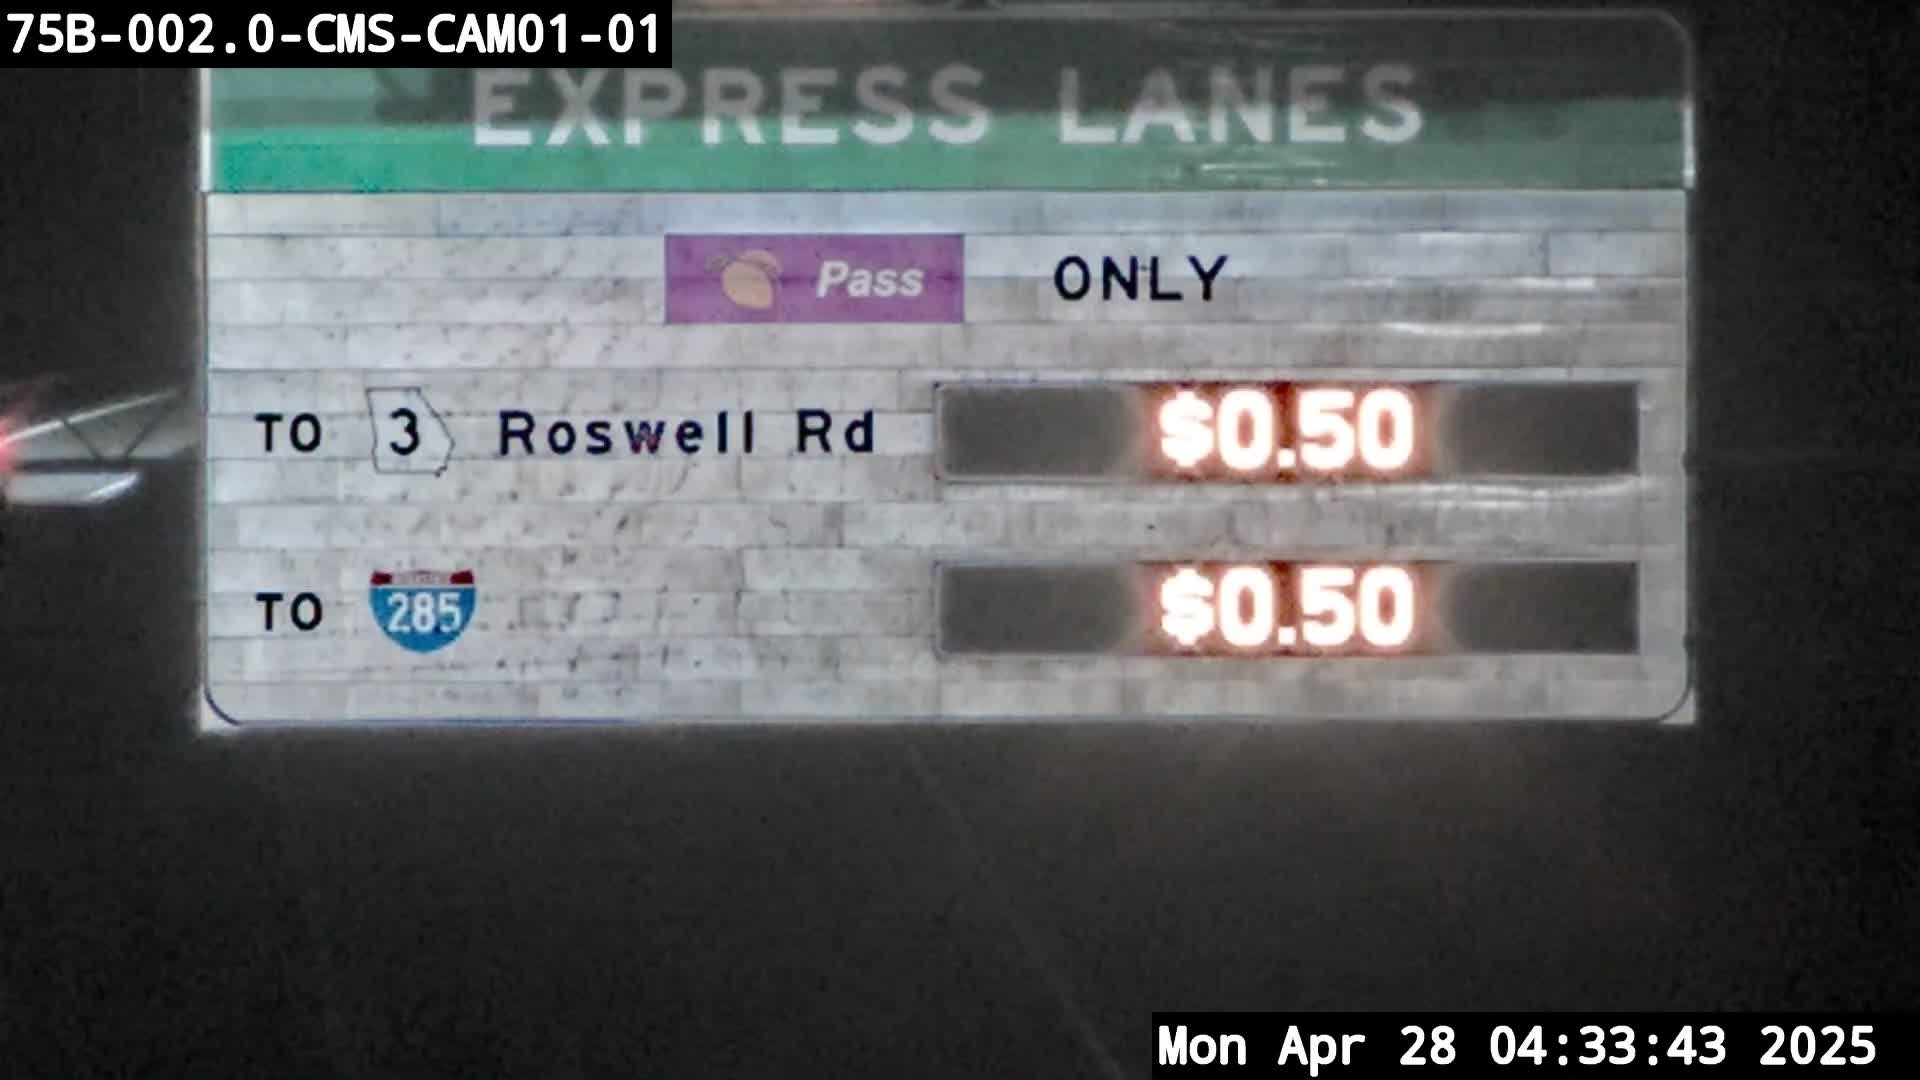 75B-002.0-CMS-CAM01-01
EXPRESS LANES
Pass ONLY
TO 3 Roswell Rd $0.50
TO 285 $0.50
Mon Apr 28 04:33:43 2025